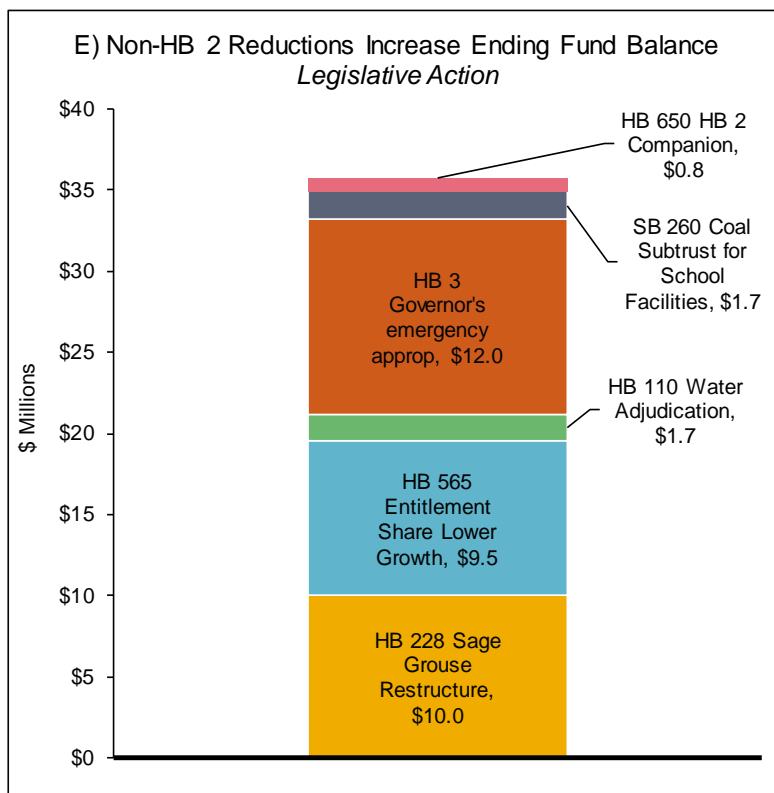 E) Non-HB 2 Reductions Increase Ending Fund Balance
Legislative Action
$ Millions
$40
$35
$30
$25
$20
$15
$10
$5
$0
HB 650 HB 2
Companion,
$0.8
SB 260 Coal
Subtrust for
School
Facilities, $1.7
HB 3
Governor's
emergency
approp, $12.0
HB 110 Water
Adjudication,
$1.7
HB 565
Entitlement
Share Lower
Growth, $9.5
HB 228 Sage
Grouse
Restructure,
$10.0